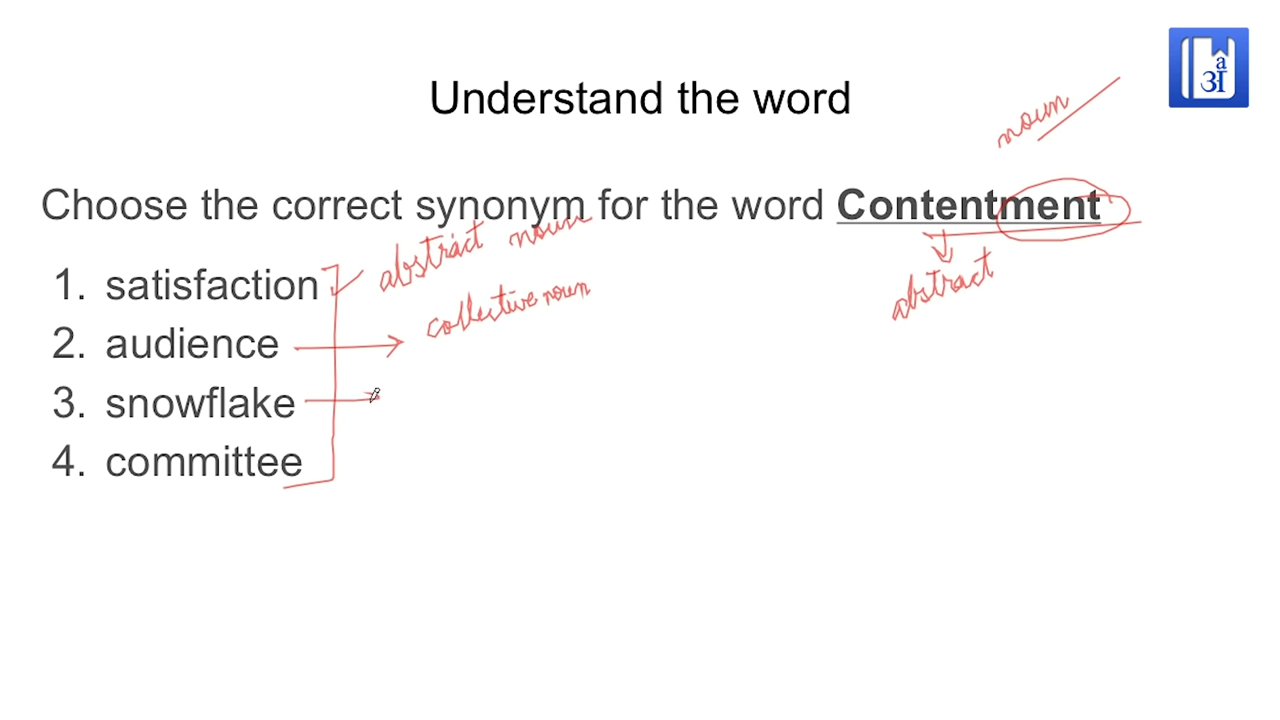 a
अ
Understand the word
noun
Choose the correct synonym for the word Contentment
1. satisfaction abstract noun
abstract
2. audience collective noun
3. snowflake
4. committee